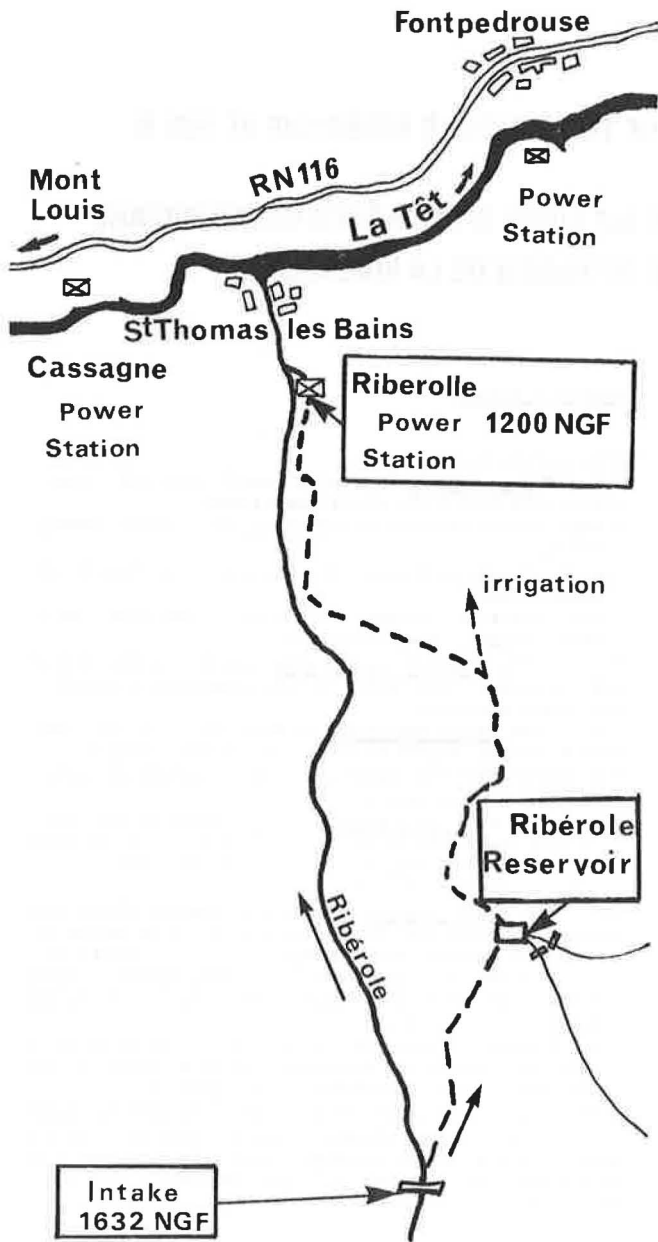 Fontpedrouse
RN116
Mont
Louis
La Têt
Power
Station
St Thomas les Bains
Cassagne
Power
Station
Riberolle
Power 1200 NGF
Station
irrigation
Ribérole
Reservoir
Ribérole
Intake
1632 NGF